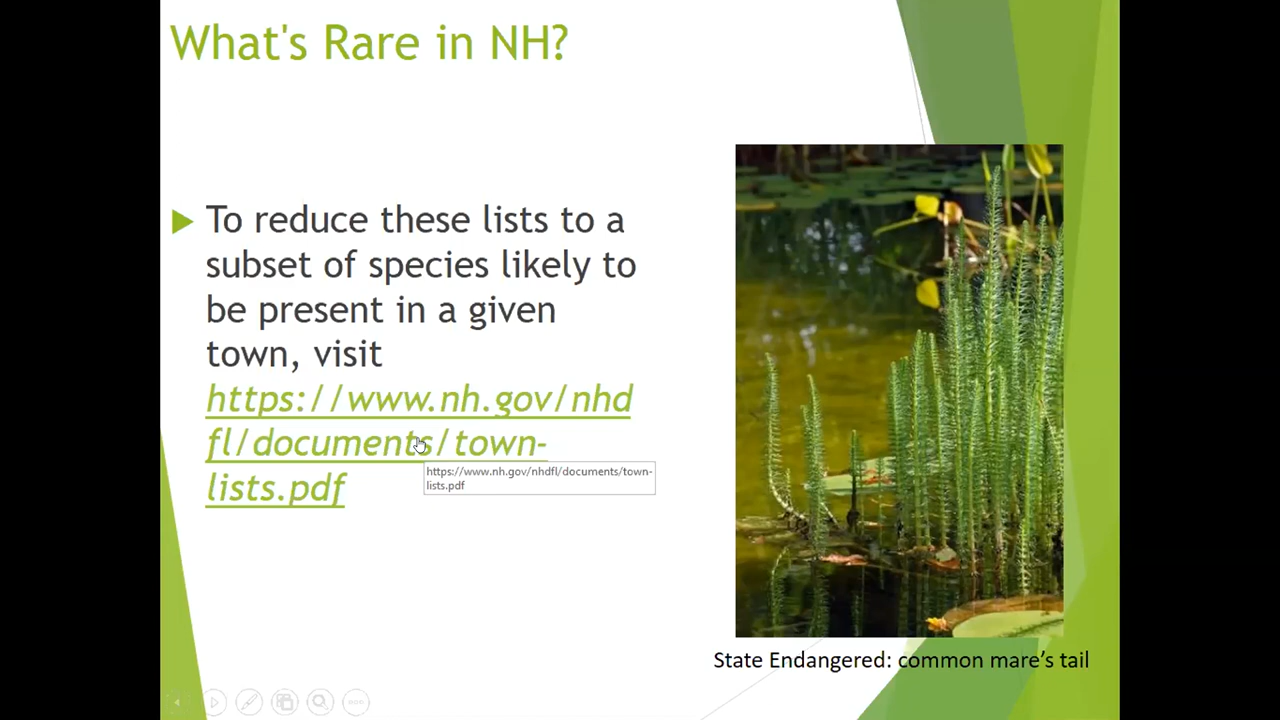 What's Rare in NH?
To reduce these lists to a
subset of species likely to
be present in a given
town, visit
https://www.nh.gov/nhd
fl/documents/town-
lists.pdf
https://www.nh.gov/nhdfl/documents/town-
lists.pdf
State Endangered: common mare’s tail